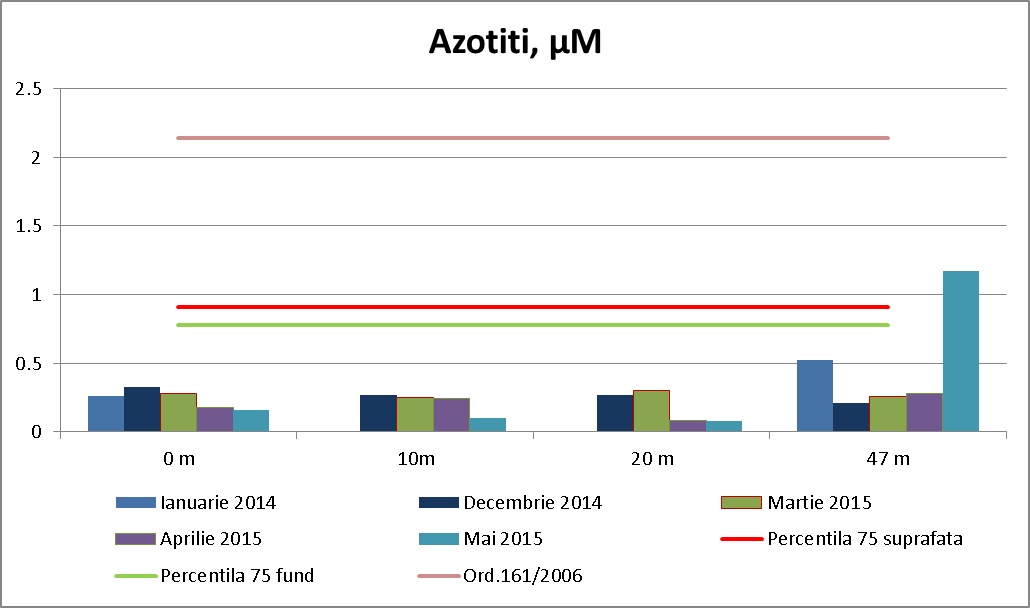 Azotiti, µM
2.5
2
1.5
1
0.5
0
0 m 10m 20 m 47 m
Ianuarie 2014 Decembrie 2014 Martie 2015
Aprilie 2015 Mai 2015 Percentila 75 suprafata
Percentila 75 fund Ord.161/2006